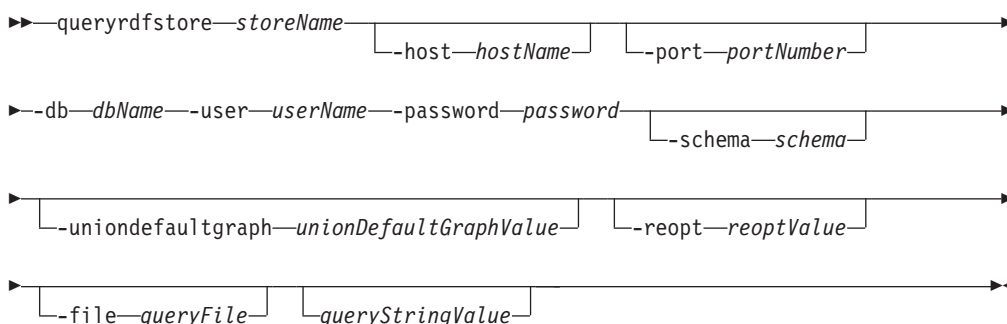 queryrdfstore storeName
-host hostName -port portNumber
-db dbName -user userName -password password
-schema schema
-uniondefaultgraph unionDefaultGraphValue -reopt reoptValue
-file queryFile queryStringValue